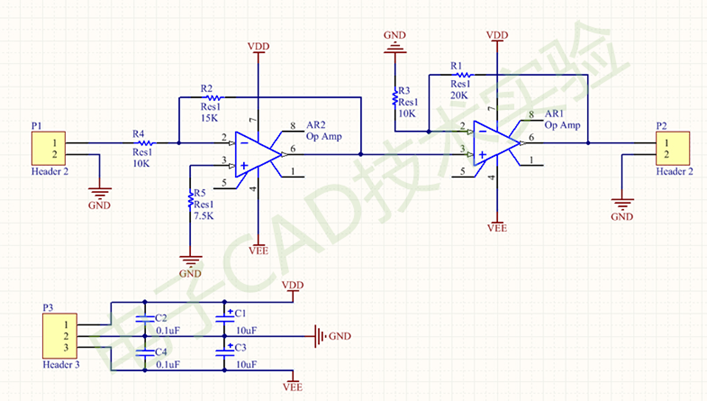 GND
VDD
VDD
R2
Res1
15K
R3
Res1
10K
R1
Res1
20K
7
7
P1
1
2
Header 2
R4
Res1
10K
2
3
8
AR2
Op Amp
6
1
5
4
2
3
8
AR1
Op Amp
6
1
5
4
P2
1
2
Header 2
GND
R5
Res1
7.5K
GND
VEE
VEE
GND
P3
1
2
3
Header 3
VDD
C2
0.1uF
C1
10uF
GND
C4
0.1uF
C3
10uF
VEE
电子CAD技术实验